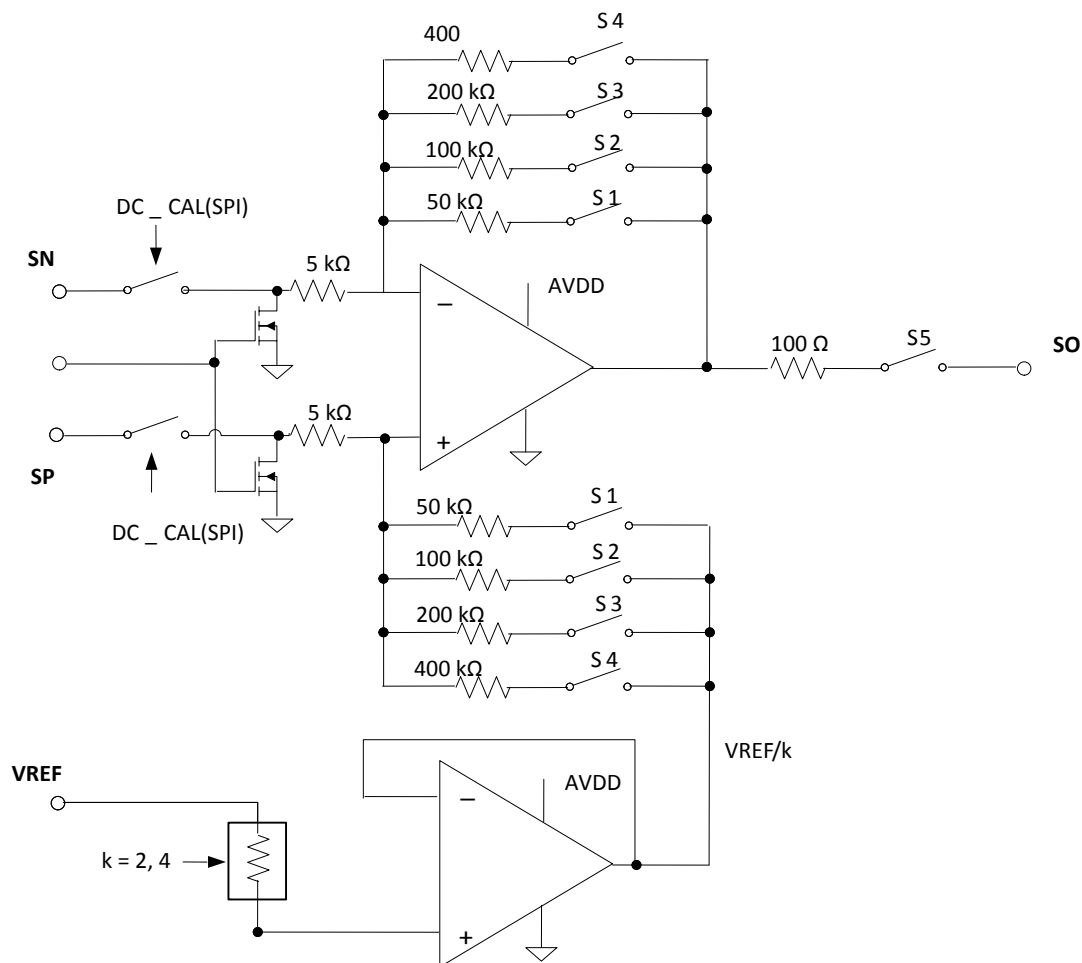 S 4
400
200 kΩ
S 3
100 kΩ
S 2
50 kΩ
S 1
DC _ CAL(SPI)
SN
5 kΩ
AVDD
−
+
100 Ω
S5
SO
5 kΩ
SP
DC _ CAL(SPI)
50 kΩ
S 1
100 kΩ
S 2
200 kΩ
S 3
400 kΩ
S 4
VREF/k
VREF
AVDD
−
+
k = 2, 4